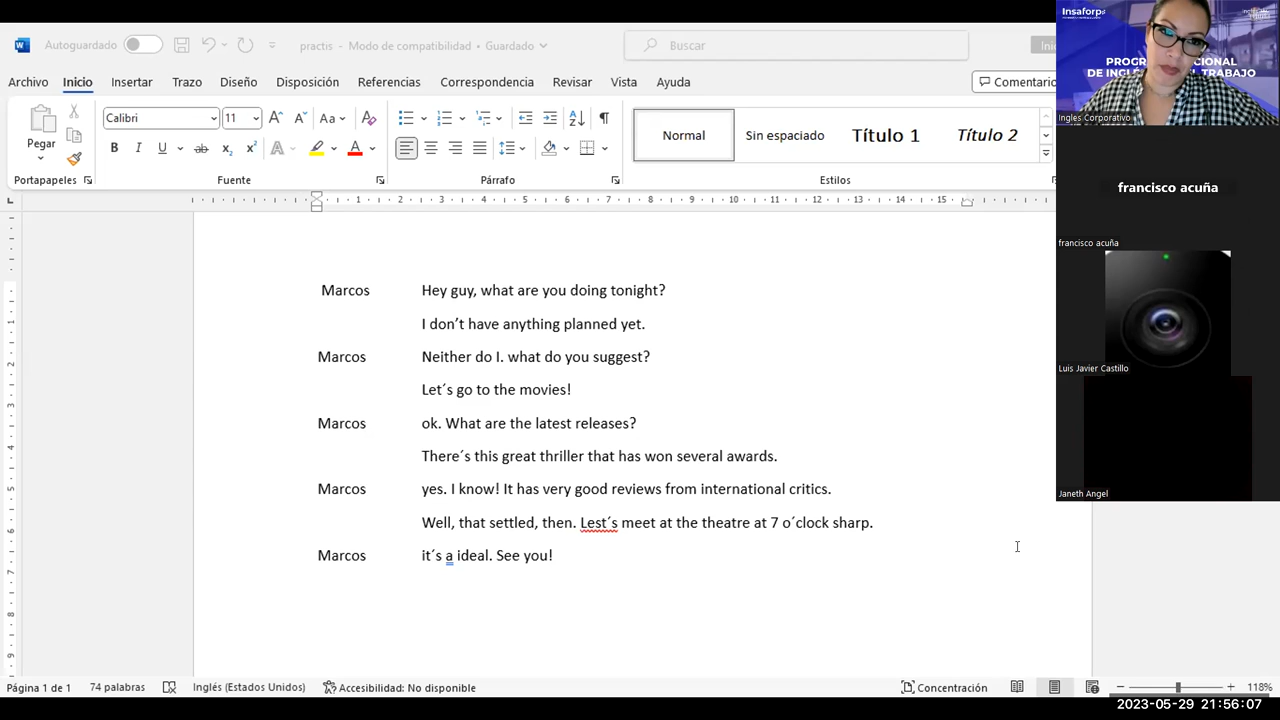 Autoguardado
practis - Modo de compatibilidad • Guardado
Buscar
Archivo
Inicio
Insertar
Trazo
Diseño
Disposición
Referencias
Correspondencia
Revisar
Vista
Ayuda
Comentario
Pegar
Calibri
11
Normal
Sin espaciado
Título 1
Título 2
Portapapeles
Fuente
Párrafo
Estilos
Marcos Hey guy, what are you doing tonight?
I don’t have anything planned yet.
Marcos Neither do I. what do you suggest?
Let´s go to the movies!
Marcos ok. What are the latest releases?
There´s this great thriller that has won several awards.
Marcos yes. I know! It has very good reviews from international critics.
Well, that settled, then. Lest´s meet at the theatre at 7 o´clock sharp.
Marcos it´s a ideal. See you!
Página 1 de 1
74 palabras
Inglés (Estados Unidos)
Accesibilidad: No disponible
Concentración
118%
Insaforp
Ingles Corporativo
francisco acuña
francisco acuña
Luis Javier Castillo
Janeth Angel
2023-05-29 21:56:07